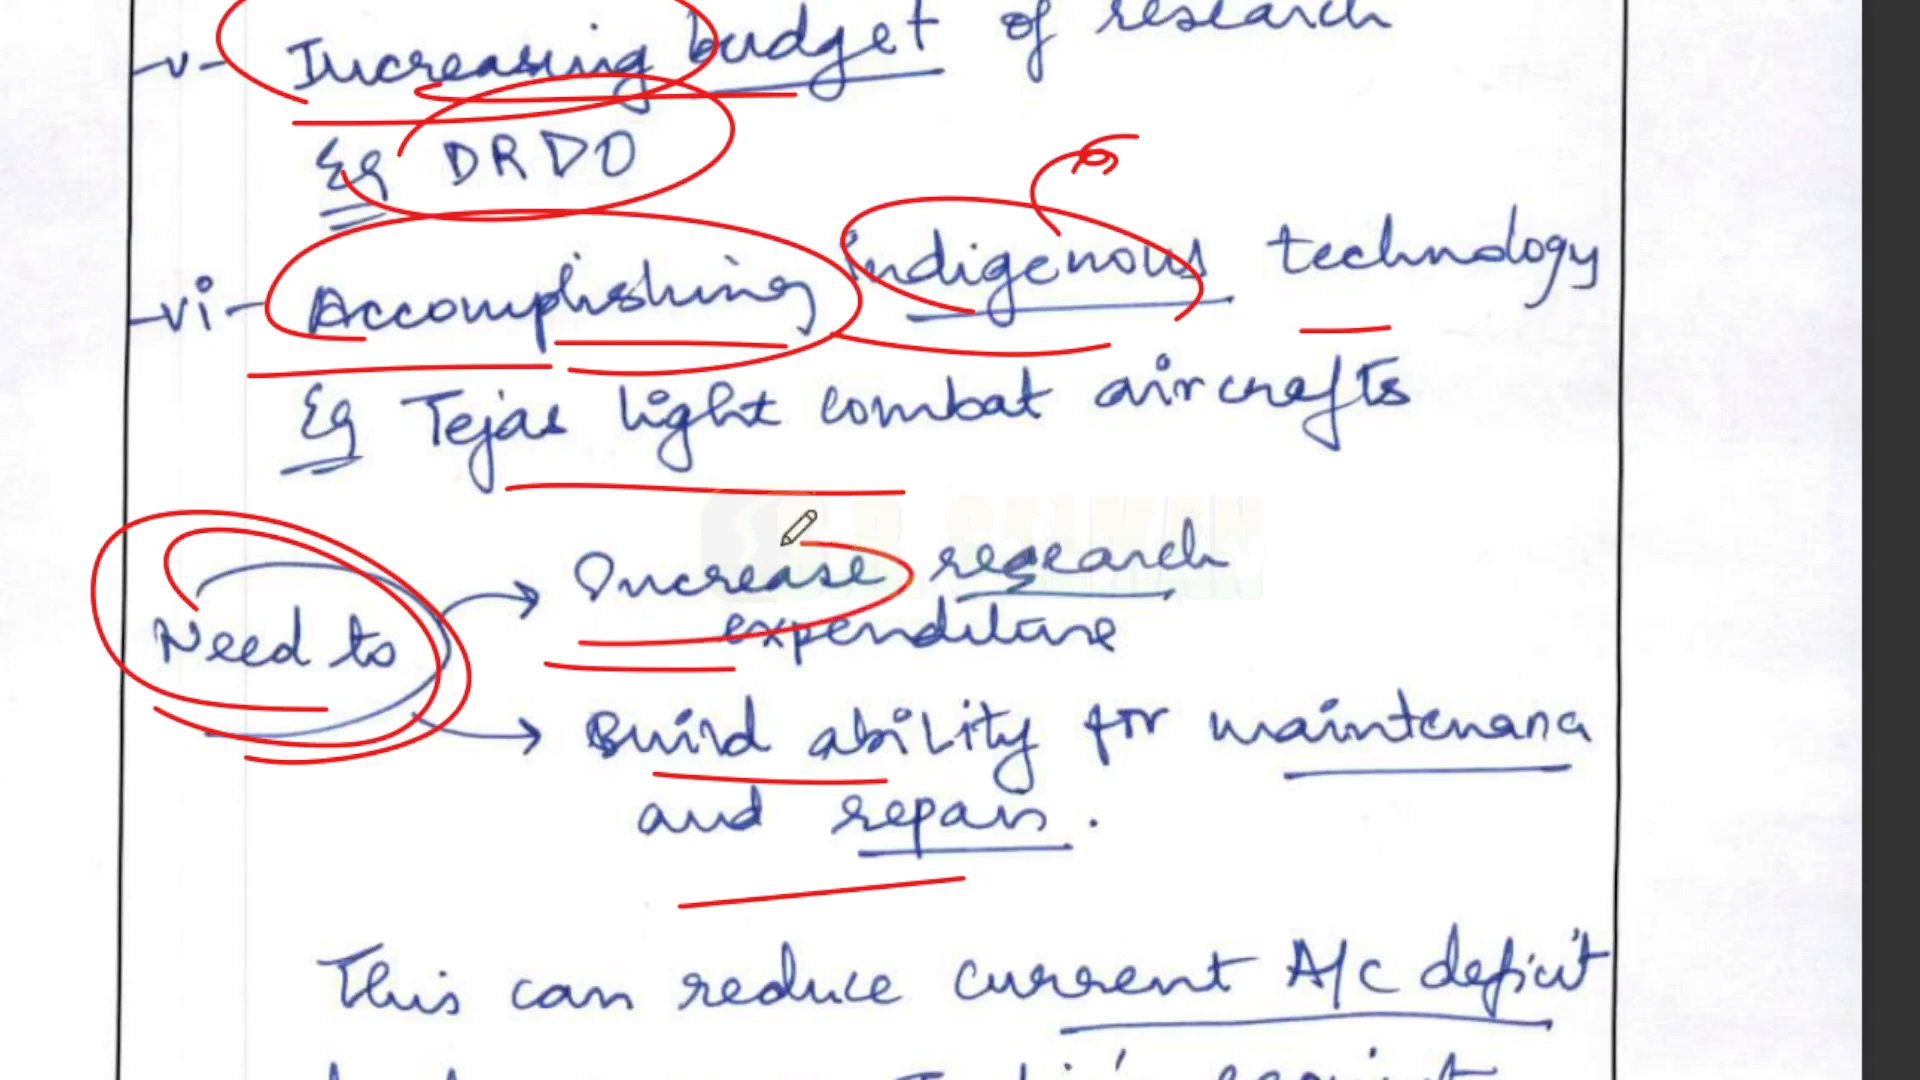 -v- Increasing budget of research
Eg DRDO
-vi- Accomplishing indigenous technology
Eg Tejas light combat aircrafts
Need to → Increase research
expenditure
→ Build ability for maintenanc
and repair.
This can reduce current A/c deficit